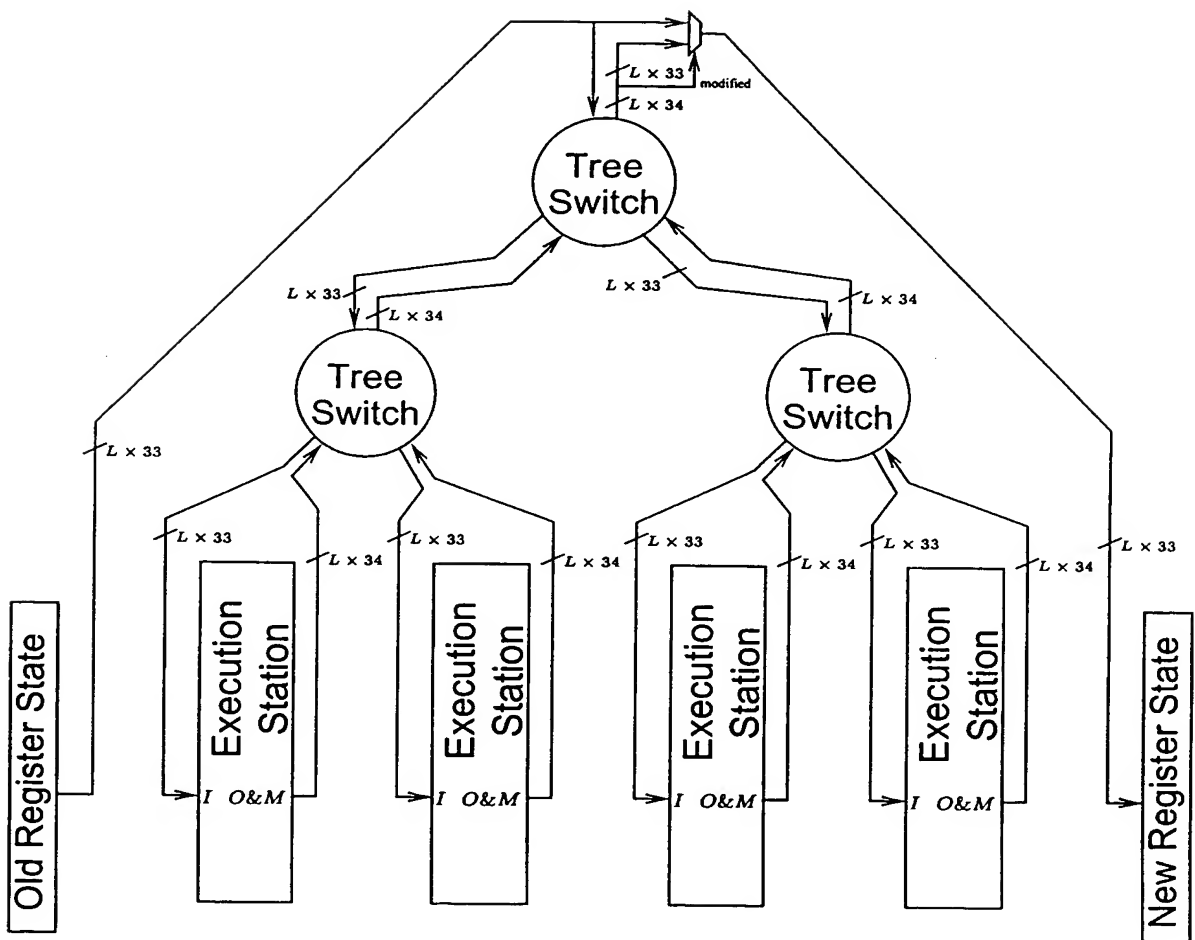 L × 33
modified
L × 34
Tree
Switch
L × 33
L × 34
L × 33
L × 34
Tree
Switch
Tree
Switch
L × 33
L × 33
L × 34
L × 33
L × 34
L × 33
L × 34
L × 33
L × 34
L × 33
Old Register State
Execution
Station
I O&M
Execution
Station
I O&M
Execution
Station
I O&M
Execution
Station
I O&M
New Register State